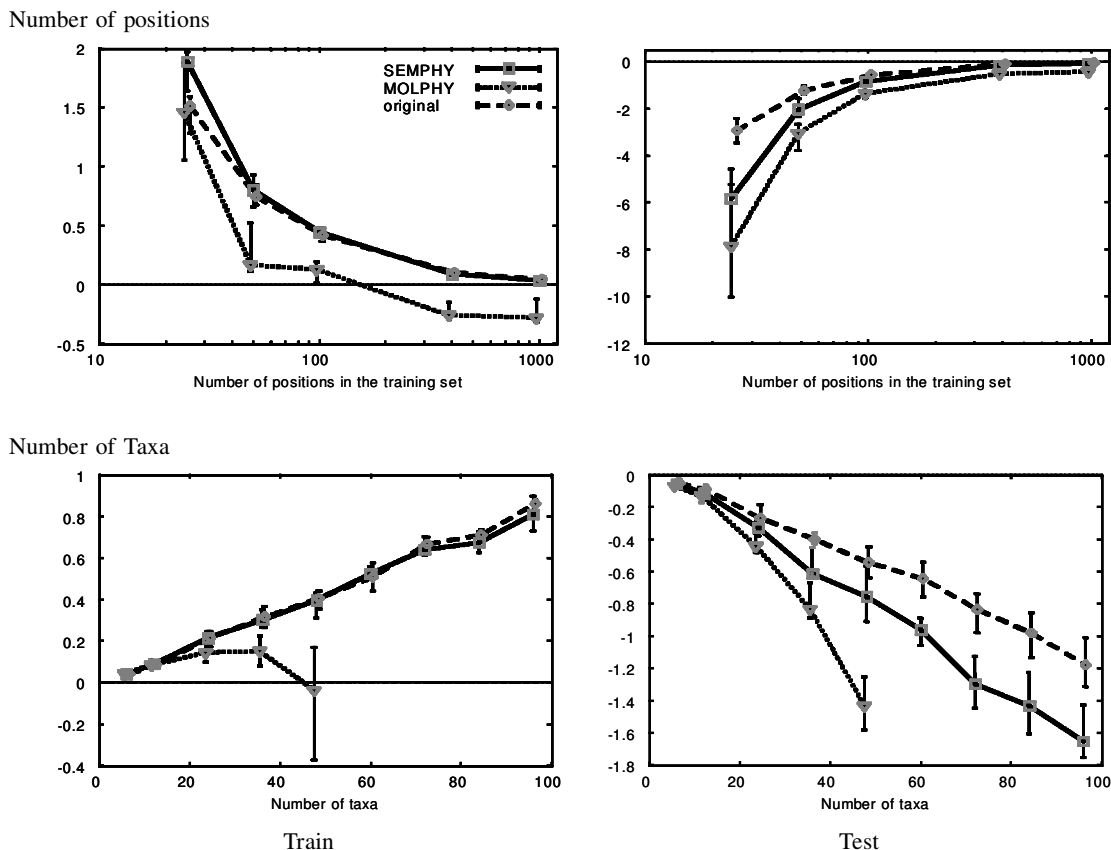 Number of positions
2
1.5
1
0.5
0
-0.5
SEMPHY
MOLPHY
original
10 100 1000
Number of positions in the training set
0
-2
-4
-6
-8
-10
-12
10 100 1000
Number of positions in the training set
Number of Taxa
1
0.8
0.6
0.4
0.2
0
-0.2
-0.4
0 20 40 60 80 100
Number of taxa
Train
0
-0.2
-0.4
-0.6
-0.8
-1
-1.2
-1.4
-1.6
-1.8
0 20 40 60 80 100
Number of taxa
Test